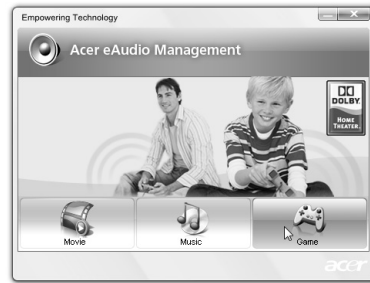 Empowering Technology
Acer eAudio Management
DOLBY
HOME
THEATER
Movie
Music
Game
acer